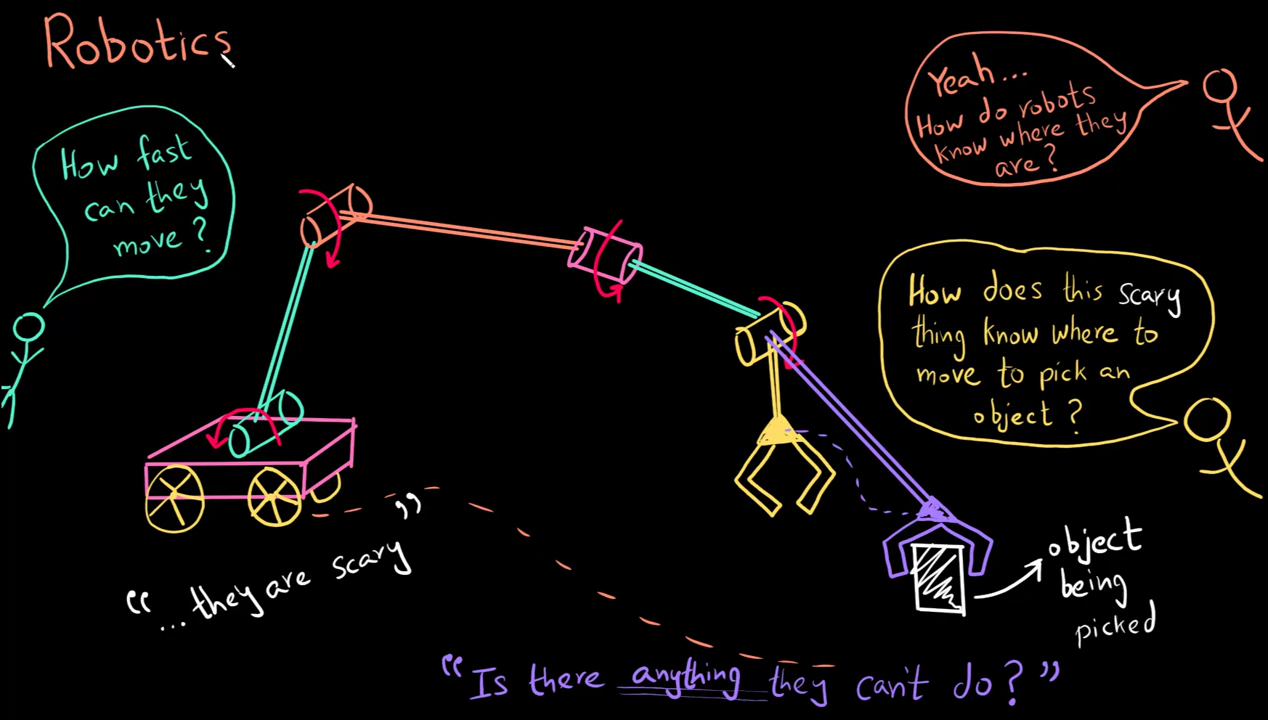 Robotics
How fast
can they
move?
Yeah...
How do robots
know where they
are?
How does this scary
thing know where to
move to pick an
object?
"...they are scary"
object
being
picked
"Is there anything they can't do?"